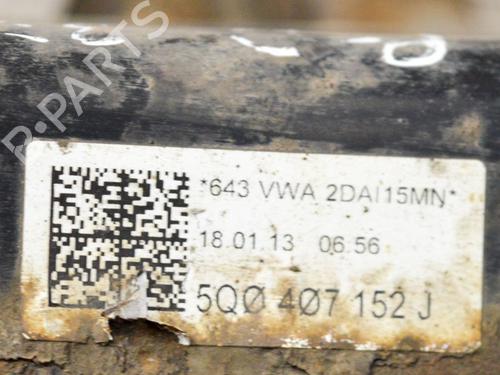 B-PARTS
*643 VWA 2DAI15MN*
18.01.13 06:56
5Q0 407 152 J